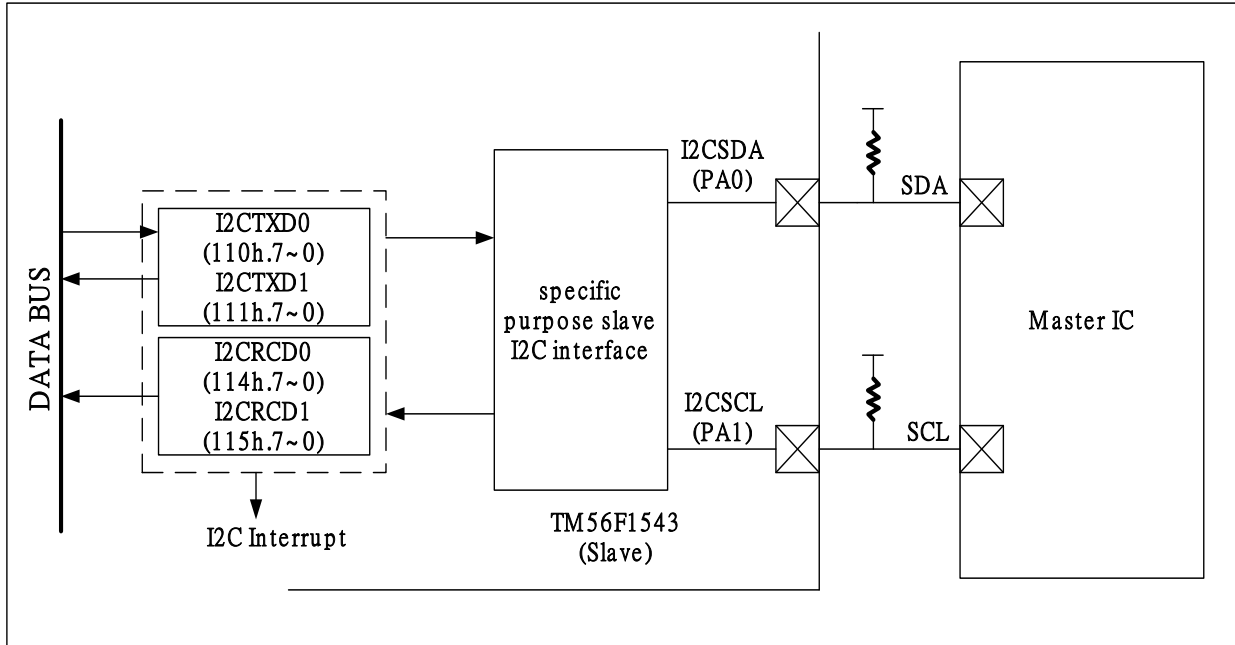 DATA BUS
I2CTXD0
(110h.7~0)
I2CTXD1
(111h.7~0)
I2CRCD0
(114h.7~0)
I2CRCD1
(115h.7~0)
I2C Interrupt
specific
purpose slave
I2C interface
TM56F1543
(Slave)
I2CSDA
(PA0)
I2CSCL
(PA1)
SDA
SCL
Master IC